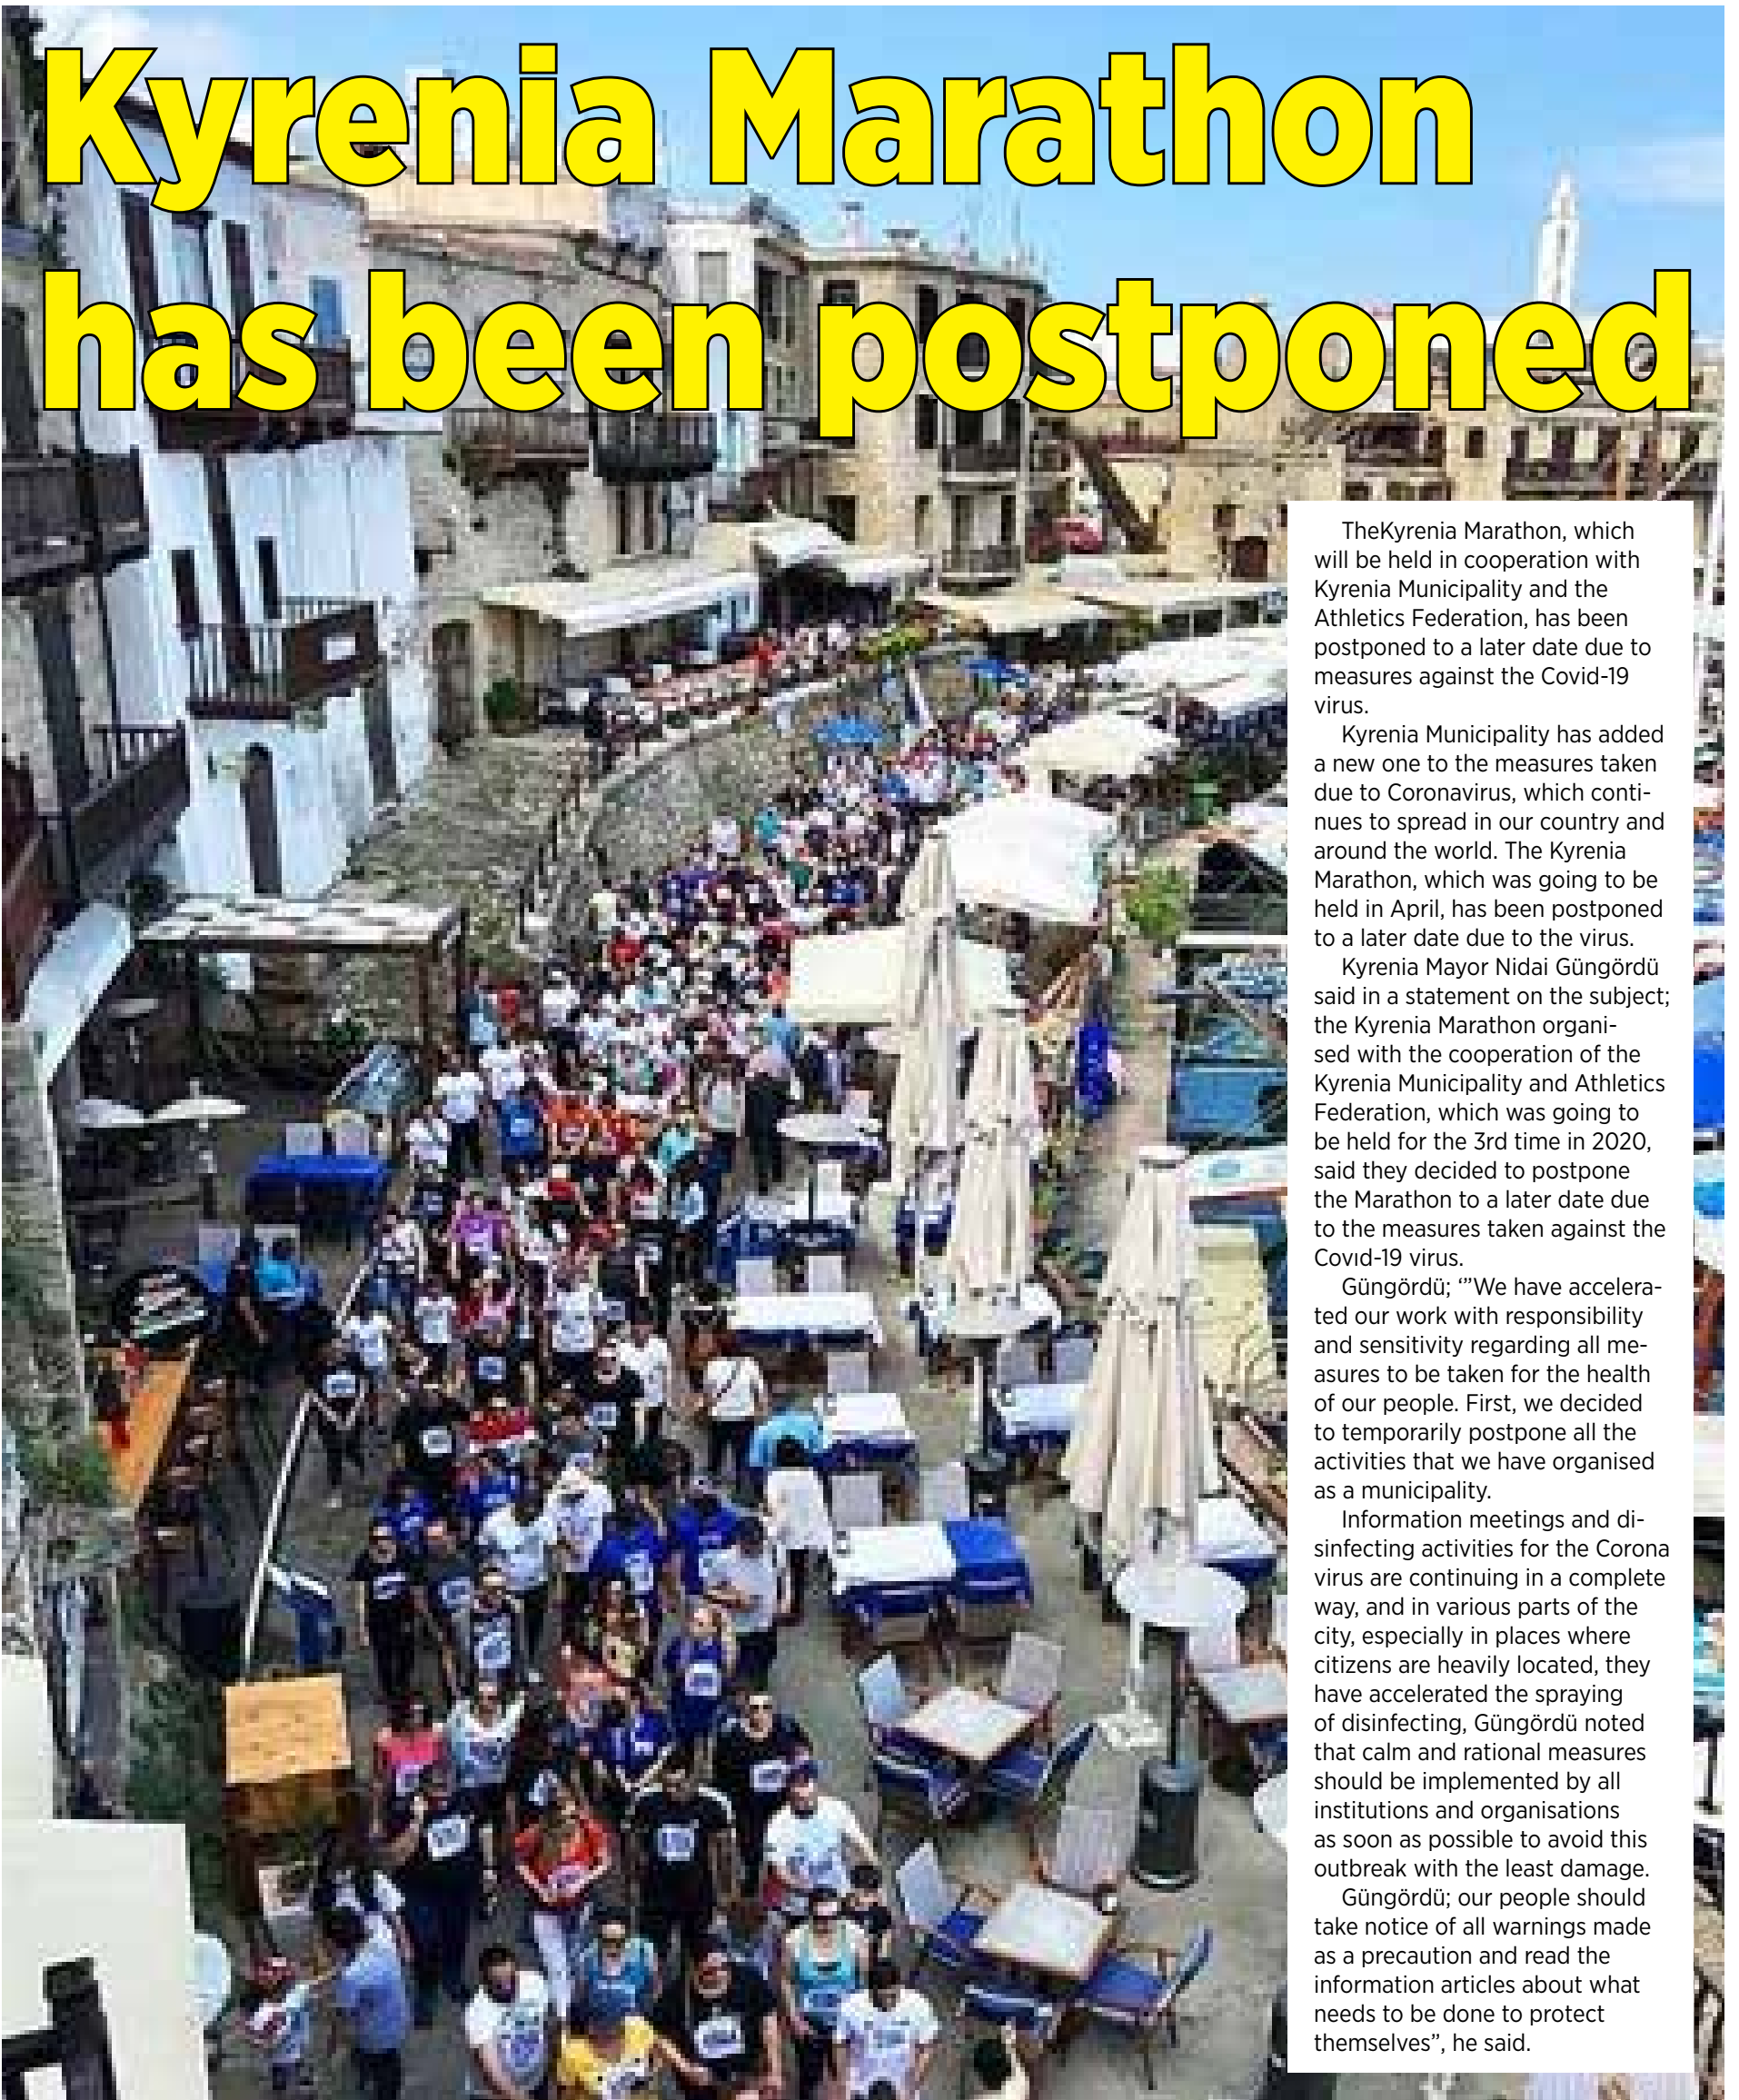 Kyrenia Marathon
has been postponed
TheKyrenia Marathon, which
will be held in cooperation with
Kyrenia Municipality and the
Athletics Federation, has been
postponed to a later date due to
measures against the Covid-19
virus.
Kyrenia Municipality has added
a new one to the measures taken
due to Coronavirus, which conti-
nues to spread in our country and
around the world. The Kyrenia
Marathon, which was going to be
held in April, has been postponed
to a later date due to the virus.
Kyrenia Mayor Nidai Güngördü
said in a statement on the subject;
the Kyrenia Marathon organi-
sed with the cooperation of the
Kyrenia Municipality and Athletics
Federation, which was going to
be held for the 3rd time in 2020,
said they decided to postpone
the Marathon to a later date due
to the measures taken against the
Covıd-19 virus.
Güngördü; ‘”We have accelera-
ted our work with responsibility
and sensitivity regarding all me-
asures to be taken for the health
of our people. First, we decided
to temporarily postpone all the
activities that we have organised
as a municipality.
Information meetings and di-
sinfecting activities for the Corona
virus are continuing in a complete
way, and in various parts of the
city, especially in places where
citizens are heavily located, they
have accelerated the spraying
of disinfecting, Güngördü noted
that calm and rational measures
should be implemented by all
institutions and organisations
as soon as possible to avoid this
outbreak with the least damage.
Güngördü; our people should
take notice of all warnings made
as a precaution and read the
information articles about what
needs to be done to protect
themselves”, he said.